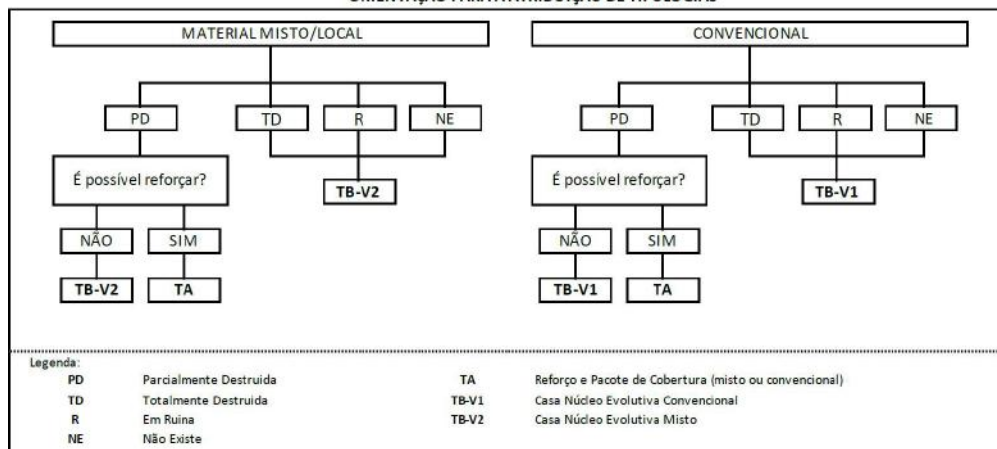 MATERIAL MISTO/LOCAL
PD TD R NE
É possível reforçar?
TB-V2
NÃO SIM
TB-V2 TA
CONVENCIONAL
PD TD R NE
É possível reforçar?
TB-V1
NÃO SIM
TB-V1 TA
Legenda:
PD Parcialmente Destruida
TD Totalmente Destruida
R Em Ruina
NE Não Existe
TA Reforço e Pacote de Cobertura (misto ou convencional)
TB-V1 Casa Núcleo Evolutiva Convencional
TB-V2 Casa Núcleo Evolutiva Misto